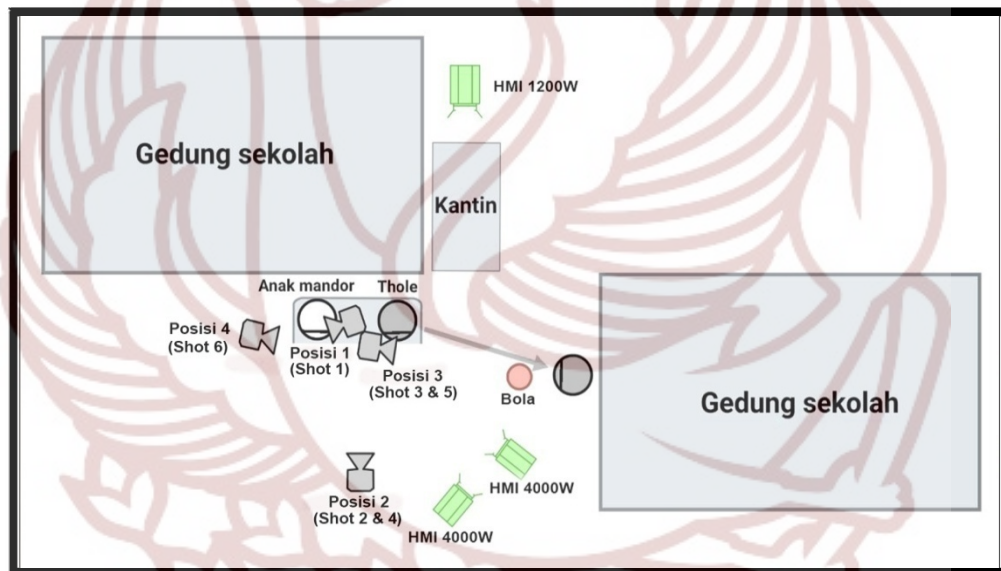 HMI 1200W
Gedung sekolah
Kantin
Anak mandor
Thole
Posisi 4
(Shot 6)
Posisi 1
(Shot 1)
Posisi 3
(Shot 3 & 5)
Bola
Gedung sekolah
Posisi 2
(Shot 2 & 4)
HMI 4000W
HMI 4000W